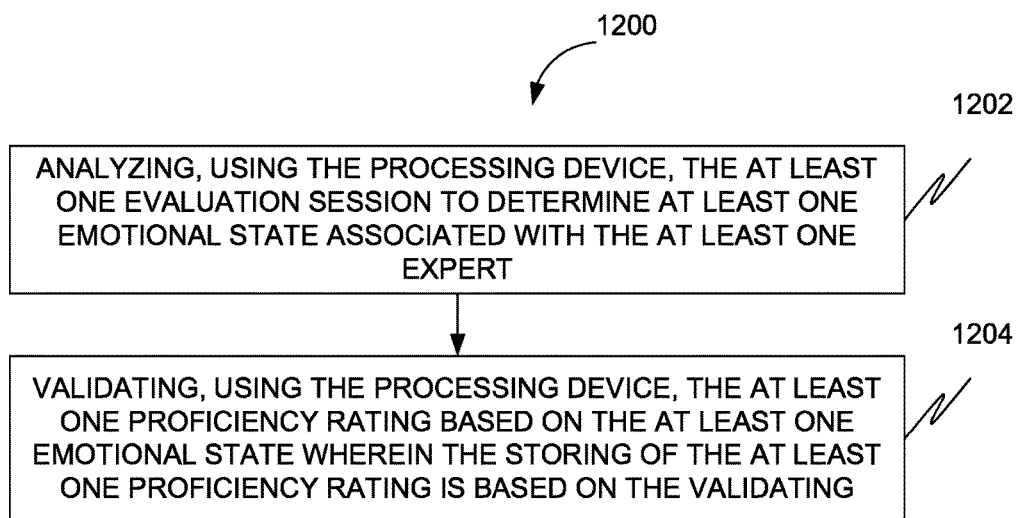 1200
1202
ANALYZING, USING THE PROCESSING DEVICE, THE AT LEAST
ONE EVALUATION SESSION TO DETERMINE AT LEAST ONE
EMOTIONAL STATE ASSOCIATED WITH THE AT LEAST ONE
EXPERT
1204
VALIDATING, USING THE PROCESSING DEVICE, THE AT LEAST
ONE PROFICIENCY RATING BASED ON THE AT LEAST ONE
EMOTIONAL STATE WHEREIN THE STORING OF THE AT LEAST
ONE PROFICIENCY RATING IS BASED ON THE VALIDATING